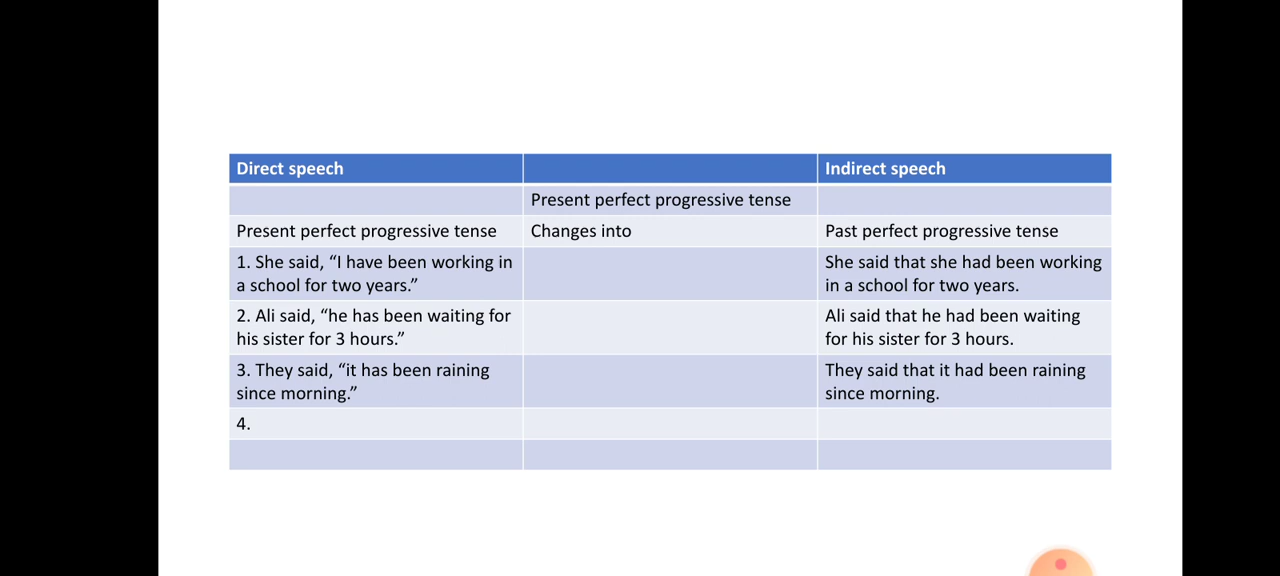 Direct speech
Indirect speech
Present perfect progressive tense
Present perfect progressive tense
Changes into
Past perfect progressive tense
1. She said, “I have been working in
a school for two years.”
She said that she had been working
in a school for two years.
2. Ali said, “he has been waiting for
his sister for 3 hours.”
Ali said that he had been waiting
for his sister for 3 hours.
3. They said, “it has been raining
since morning.”
They said that it had been raining
since morning.
4.